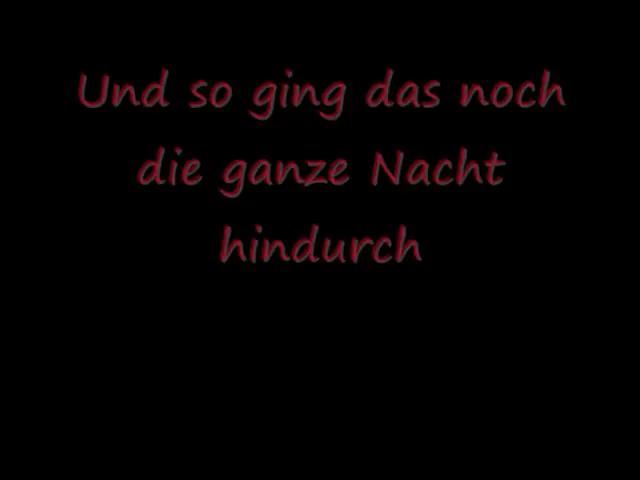 Und so ging das noch
die ganze Nacht
hindurch